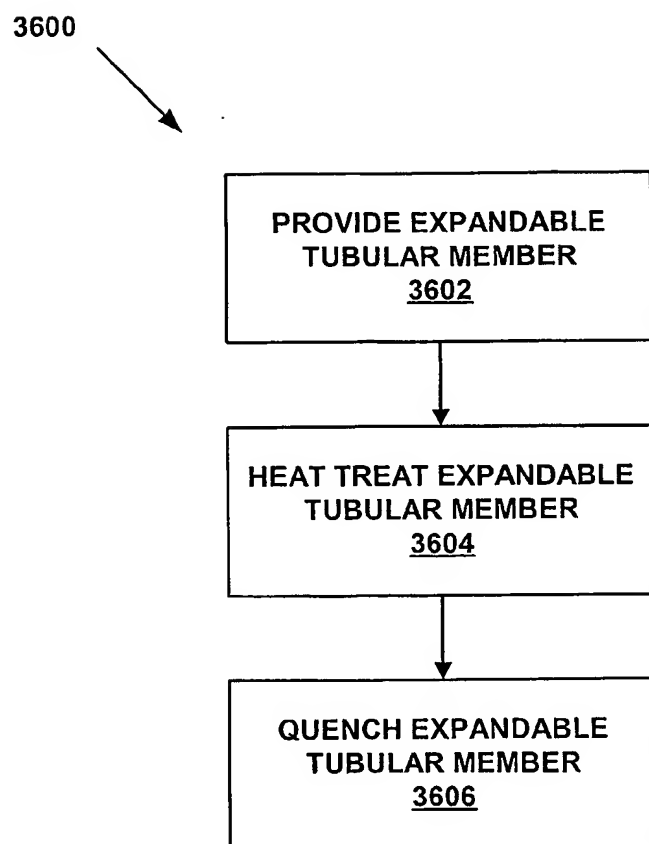 3600
PROVIDE EXPANDABLE
TUBULAR MEMBER
3602
HEAT TREAT EXPANDABLE
TUBULAR MEMBER
3604
QUENCH EXPANDABLE
TUBULAR MEMBER
3606